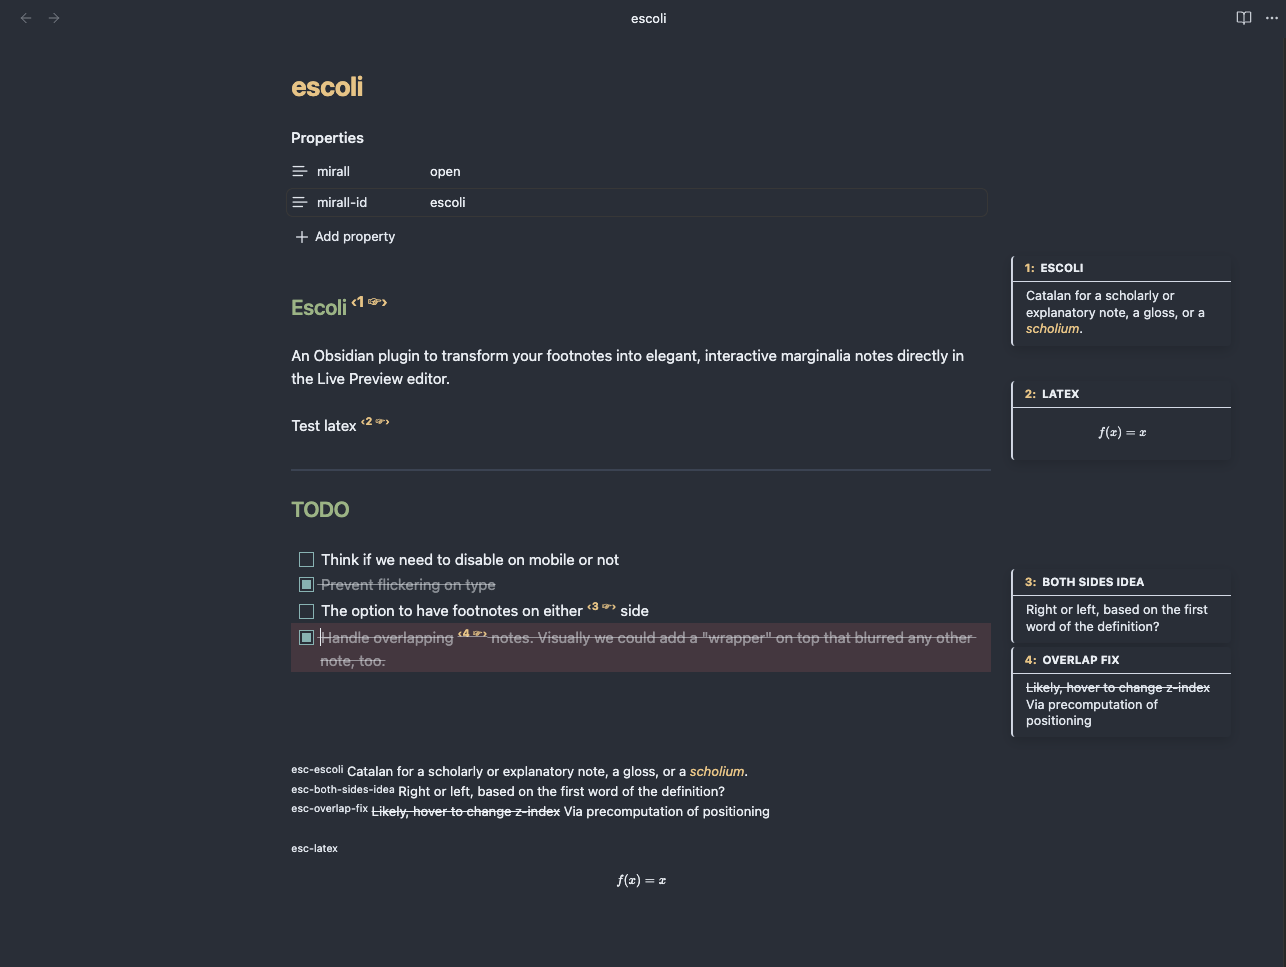 escoli
escoli
Properties
mirall open
mirall-id escoli
Add property
Escoli ‹1 ☞›
An Obsidian plugin to transform your footnotes into elegant, interactive marginalia notes directly in
the Live Preview editor.
Test latex ‹2 ☞›
TODO
Think if we need to disable on mobile or not
Prevent flickering on type
The option to have footnotes on either ‹3 ☞› side
Handle overlapping ‹4 ☞› notes. Visually we could add a "wrapper" on top that blurred any other
note, too.
1: ESCOLI
Catalan for a scholarly or
explanatory note, a gloss, or a
scholium.
2: LATEX
f(x) = x
3: BOTH SIDES IDEA
Right or left, based on the first
word of the definition?
4: OVERLAP FIX
Likely, hover to change z-index
Via precomputation of
positioning
esc-escoli Catalan for a scholarly or explanatory note, a gloss, or a scholium.
esc-both-sides-idea Right or left, based on the first word of the definition?
esc-overlap-fix Likely, hover to change z-index Via precomputation of positioning
esc-latex
f(x) = x